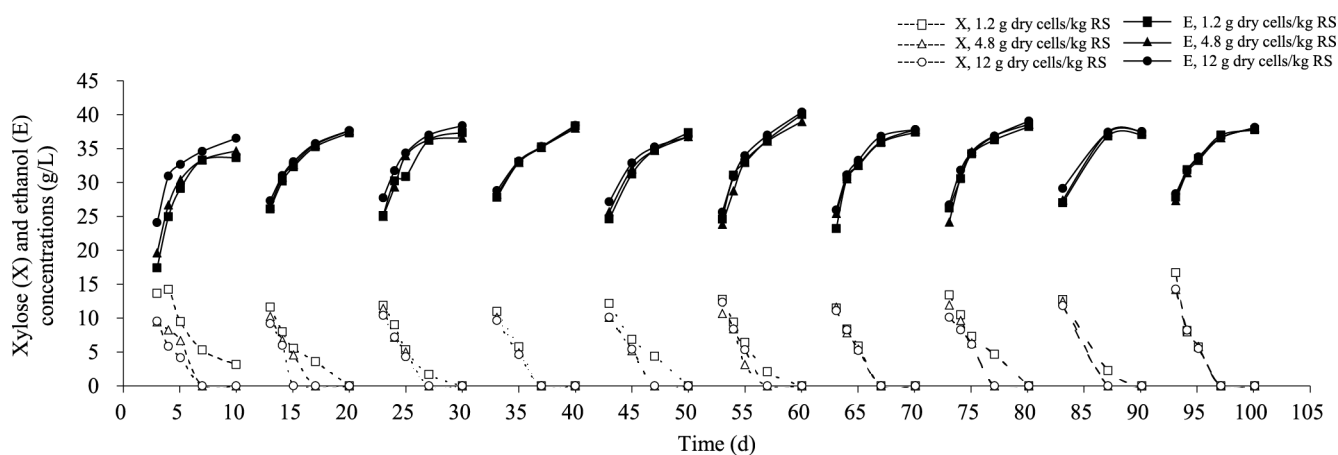 X, 1.2 g dry cells/kg RS E, 1.2 g dry cells/kg RS
X, 4.8 g dry cells/kg RS E, 4.8 g dry cells/kg RS
X, 12 g dry cells/kg RS E, 12 g dry cells/kg RS
Xylose (X) and ethanol (E)
concentrations (g/L)
45
40
35
30
25
20
15
10
5
0
0 5 10 15 20 25 30 35 40 45 50 55 60 65 70 75 80 85 90 95 100 105
Time (d)